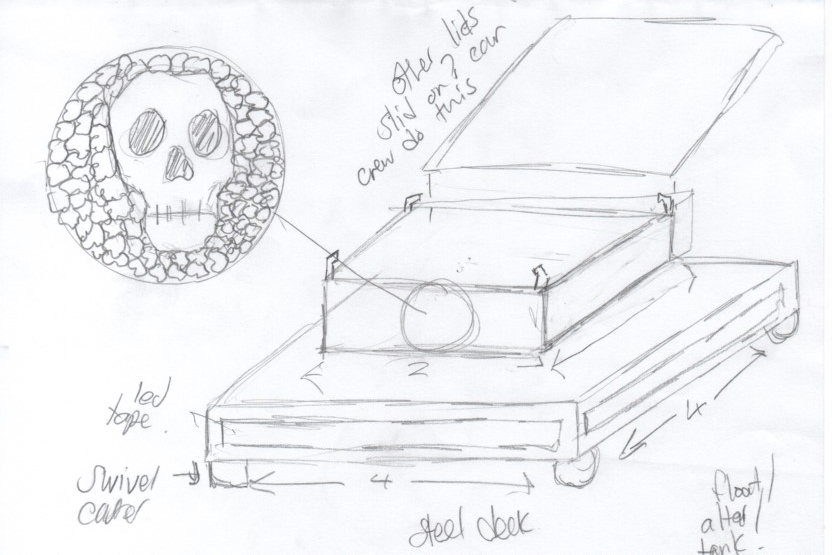 Other lids
slid on? can
crew do this
2
led
tape.
4
Swivel
caster
4
steel deck
float/
alter/
tank.